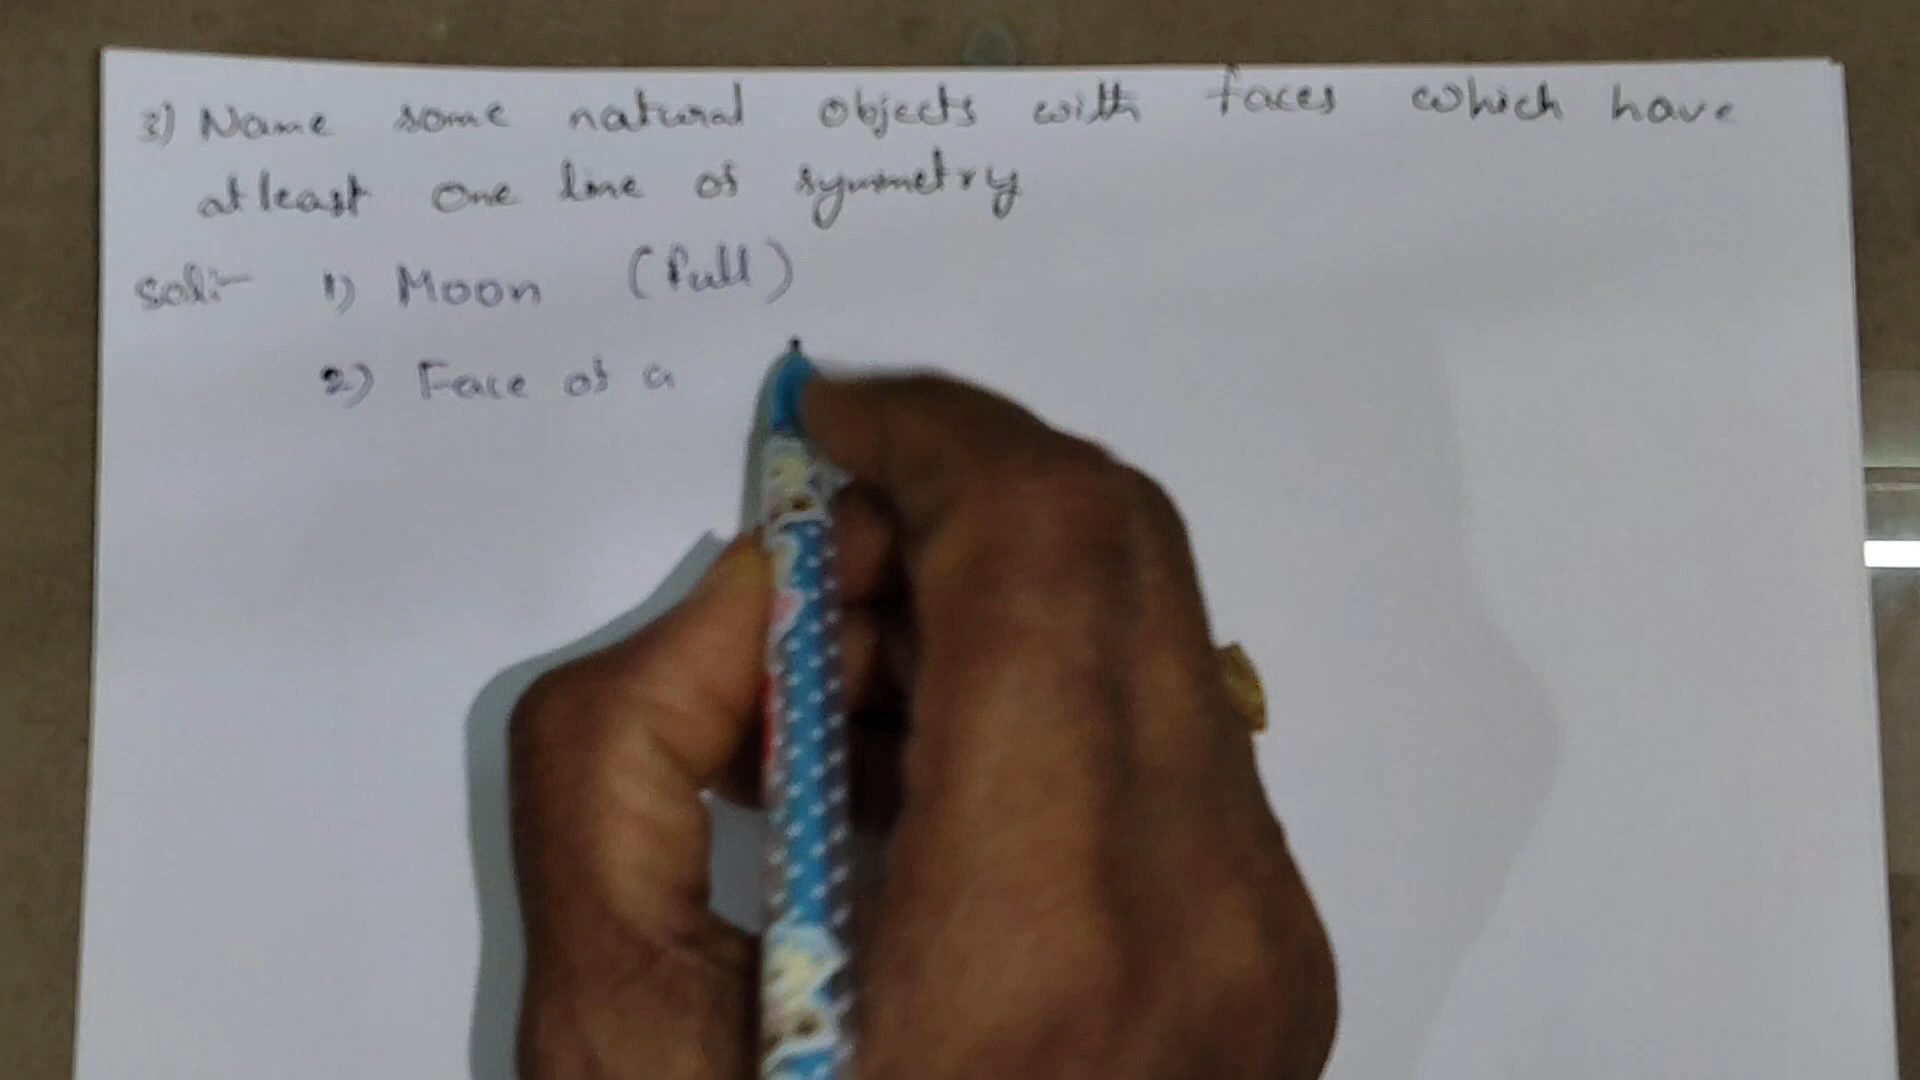 3) Name some natural objects with faces which have
atleast one line of symmetry
Sol:- 1) Moon (full)
2) Face of a